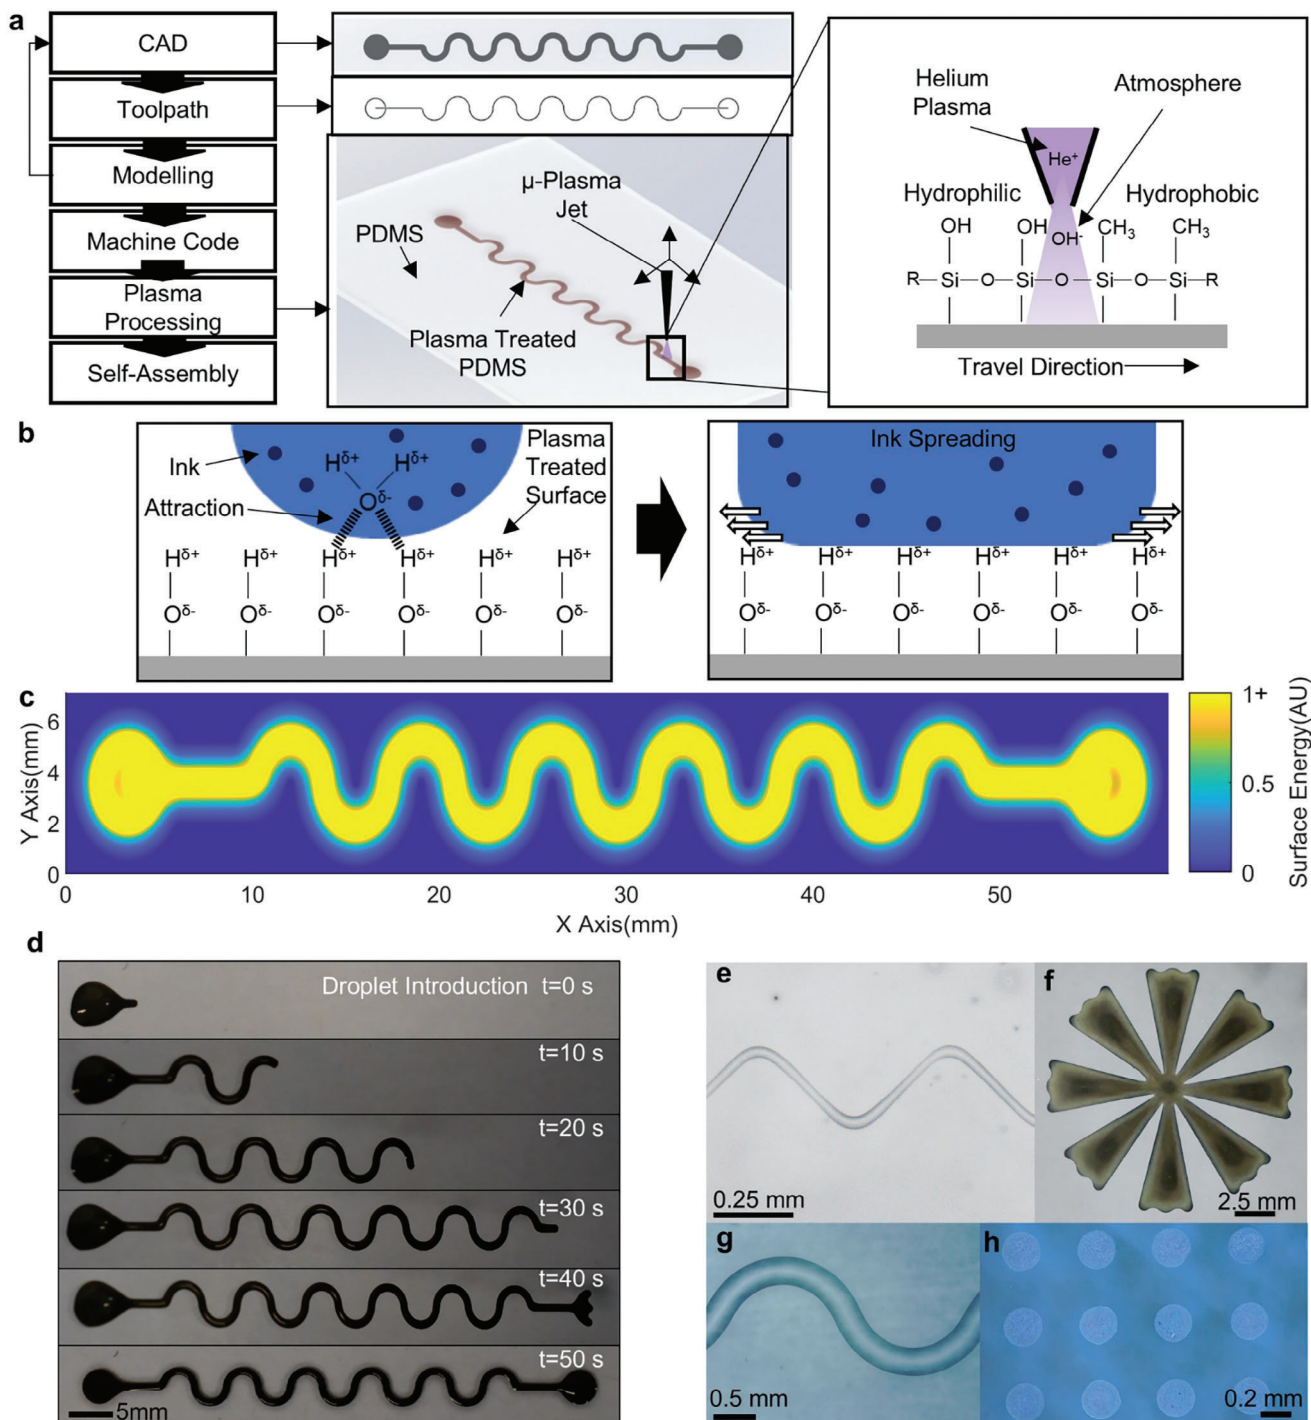 a
CAD
Toolpath
Modelling
Machine Code
Plasma
Processing
Self-Assembly
PDMS
μ-Plasma
Jet
Plasma Treated
PDMS
Helium
Plasma
Atmosphere
He⁺
Hydrophilic
Hydrophobic
OH
OH
OH⁻
CH₃
CH₃
R—Si—O—Si—O—Si—O—Si—R
Travel Direction
b
Ink
Attraction
Plasma
Treated
Surface
Hδ+ Hδ+
Oδ-
Hδ+ Hδ+ Hδ+ Hδ+ Hδ+ Hδ+
Oδ- Oδ- Oδ- Oδ- Oδ- Oδ-
Ink Spreading
Hδ+ Hδ+ Hδ+ Hδ+ Hδ+ Hδ+
Oδ- Oδ- Oδ- Oδ- Oδ- Oδ-
c
Y Axis(mm)
6
4
2
0
0 10 20 30 40 50
X Axis(mm)
1+
0.5
0
Surface Energy(AU)
d
Droplet Introduction t=0 s
t=10 s
t=20 s
t=30 s
t=40 s
t=50 s
5mm
e
0.25 mm
f
2.5 mm
g
0.5 mm
h
0.2 mm